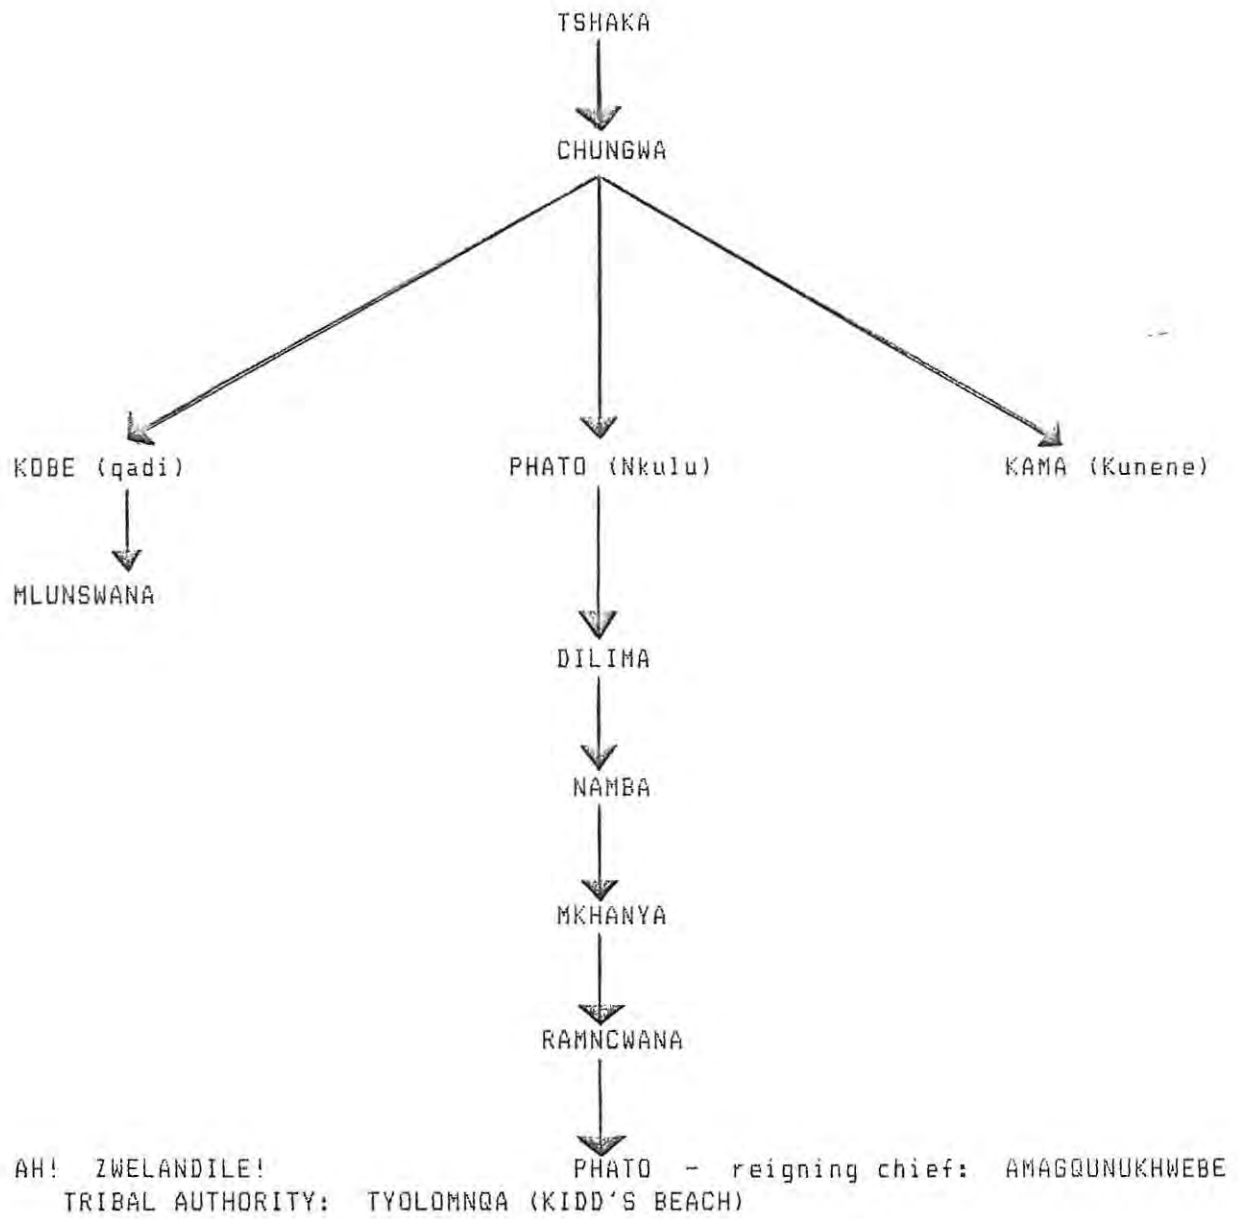 TSHAKA
CHUNGWA
KOBE (qadi) PHATO (Nkulu) KAMA (Kunene)
MLUNSWANA
DILIMA
NAMBA
MKHANYA
RAMNCWANA
AH! ZWELANDILE! PHATO - reigning chief: AMAGQUNUKHWEBE
TRIBAL AUTHORITY: TYOLOMNQA (KIDD'S BEACH)